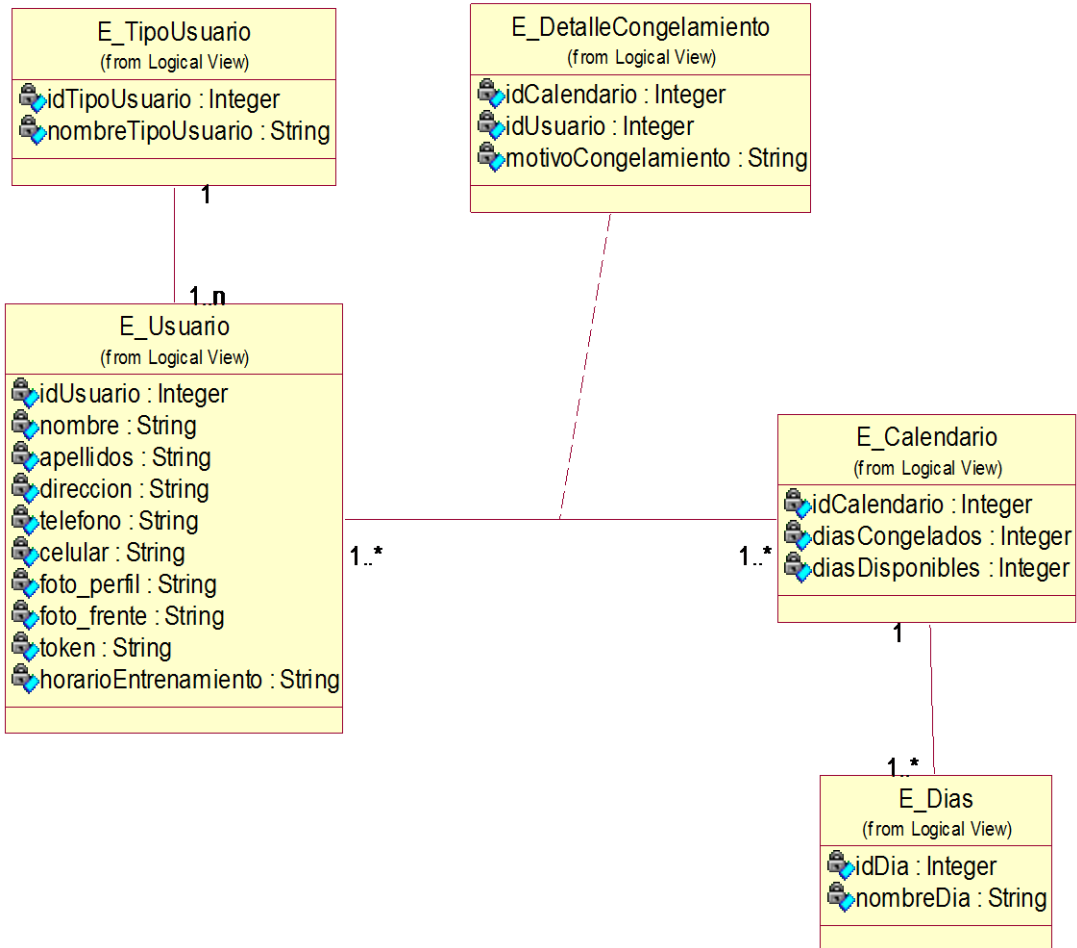 E_TipoUsuario
(from Logical View)
idTipoUsuario : Integer
nombreTipoUsuario : String
1
E_DetalleCongelamiento
(from Logical View)
idCalendario : Integer
idUsuario : Integer
motivoCongelamiento : String
1..n
E_Usuario
(from Logical View)
idUsuario : Integer
nombre : String
apellidos : String
direccion : String
telefono : String
celular : String
foto_perfil : String
foto_frente : String
token : String
horarioEntrenamiento : String
1..*
1..*
E_Calendario
(from Logical View)
idCalendario : Integer
diasCongelados : Integer
diasDisponibles : Integer
1
1..*
E_Dias
(from Logical View)
idDia : Integer
nombreDia : String